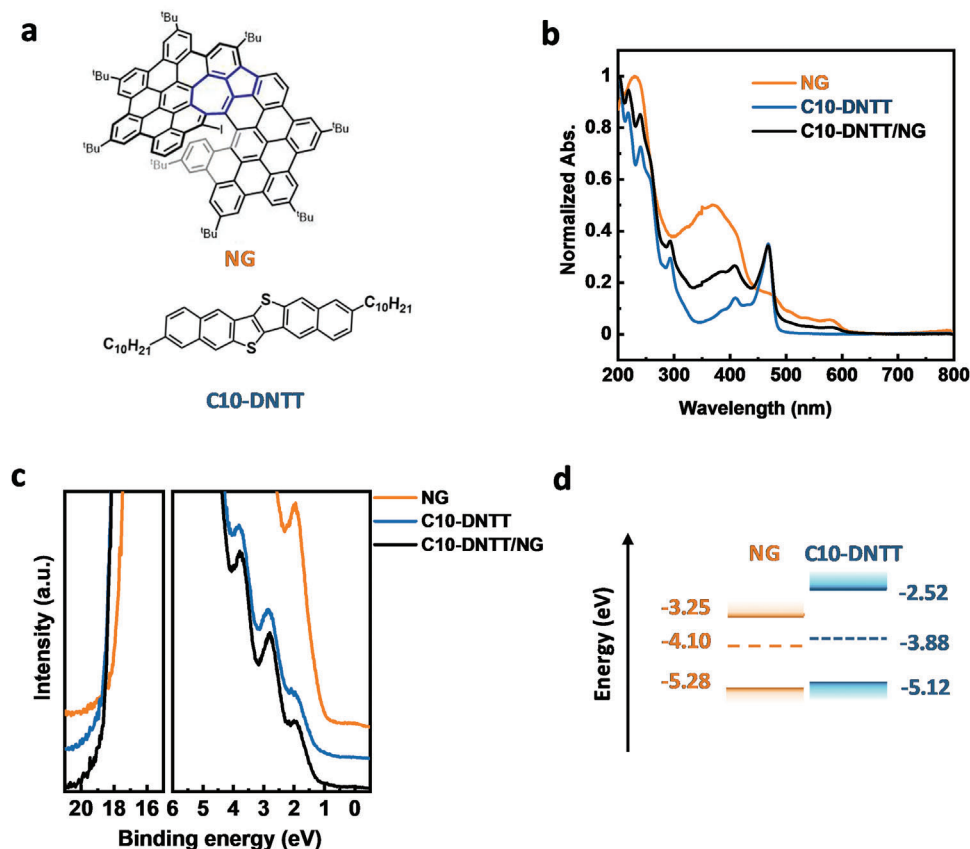 a
tBu
tBu
tBu
tBu
I
tBu
tBu
tBu
tBu
NG
S
C10H21
C10H21
S
C10-DNTT
b
NG
C10-DNTT
C10-DNTT/NG
Normalized Abs.
1
0.8
0.6
0.4
0.2
0
200 300 400 500 600 700 800
Wavelength (nm)
c
NG
C10-DNTT
C10-DNTT/NG
Intensity (a.u.)
20 18 16 6 5 4 3 2 1 0
Binding energy (eV)
d
NG C10-DNTT
Energy (eV)
-3.25 -2.52
-4.10 -3.88
-5.28 -5.12